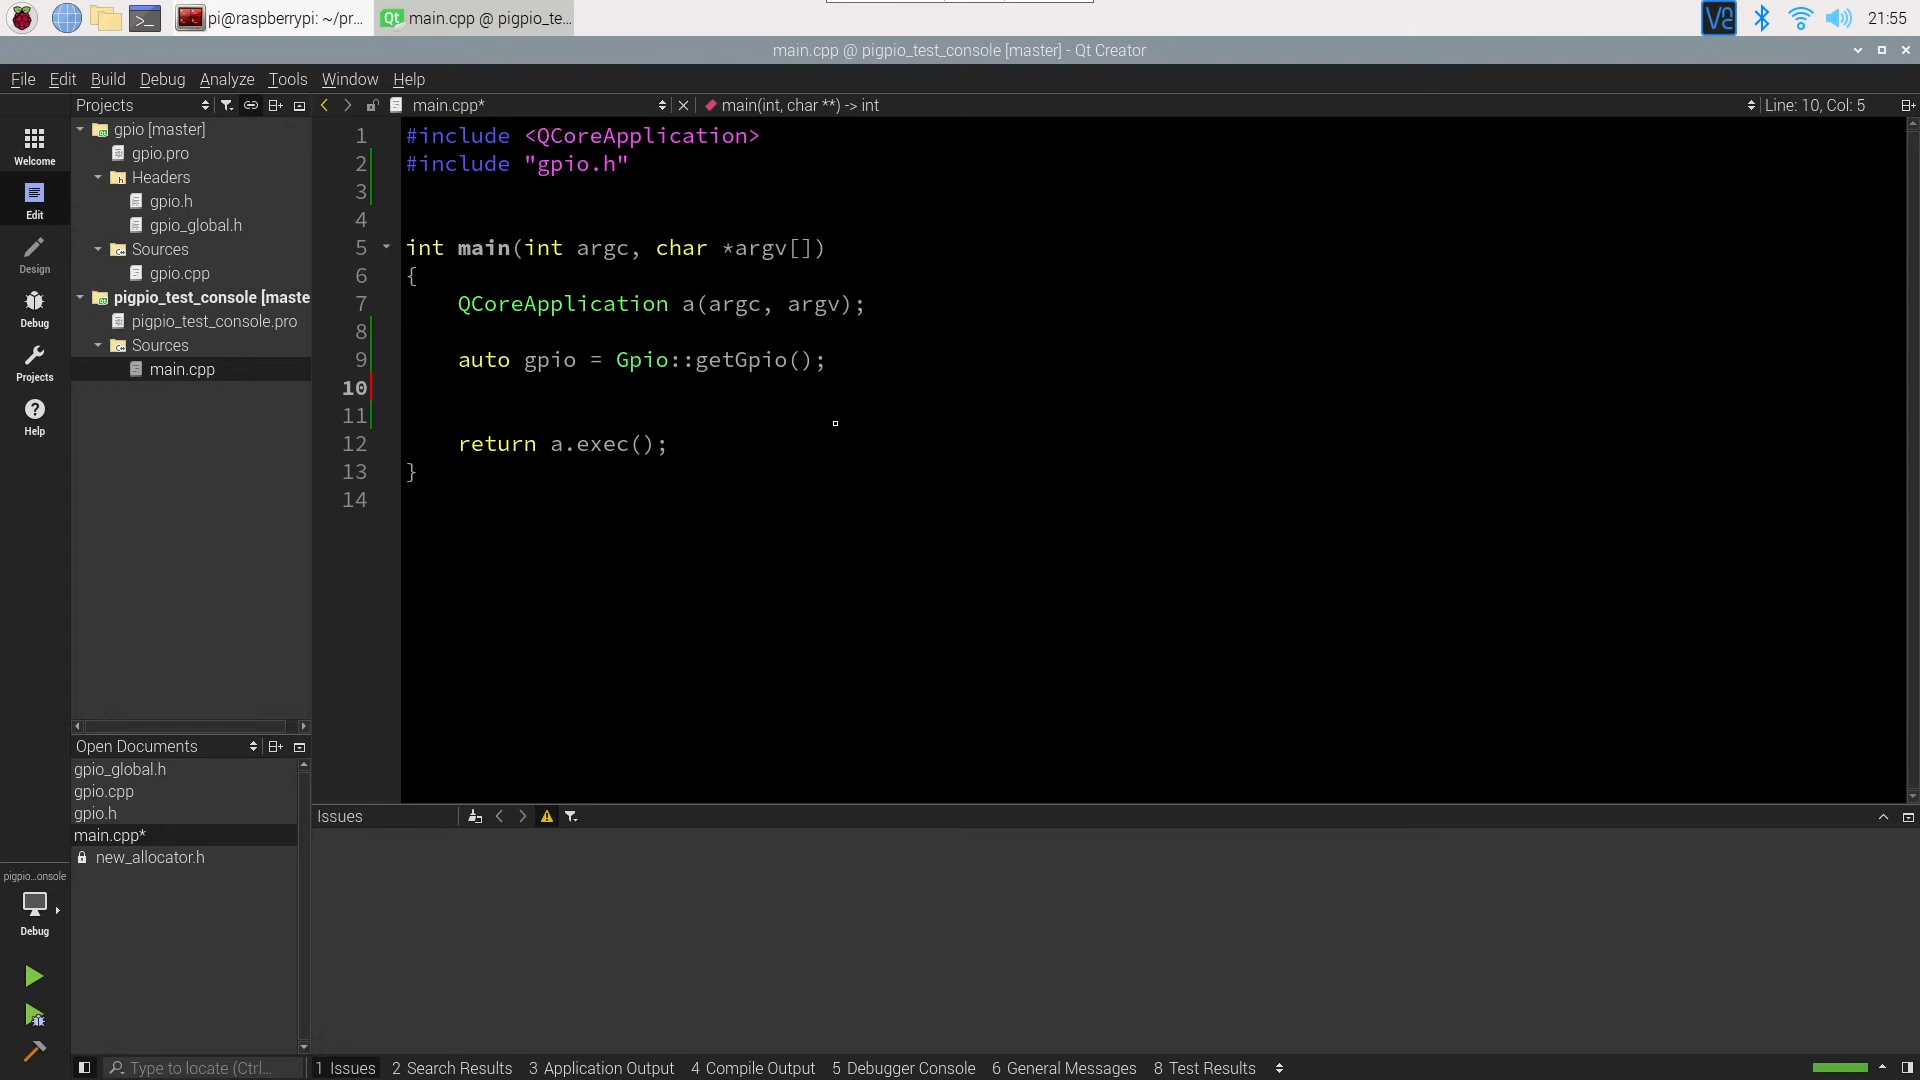 pi@raspberrypi: ~/pr...
Qt main.cpp @ pigpio_te...
21:55
main.cpp @ pigpio_test_console [master] - Qt Creator
File Edit Build Debug Analyze Tools Window Help
Projects
main.cpp*
main(int, char **) -> int
Line: 10, Col: 5
Welcome
Edit
Design
Debug
Projects
Help
gpio [master]
gpio.pro
Headers
gpio.h
gpio_global.h
Sources
gpio.cpp
pigpio_test_console [maste
pigpio_test_console.pro
Sources
main.cpp
1 #include <QCoreApplication>
2 #include "gpio.h"
3
4
5 int main(int argc, char *argv[])
6 {
7 QCoreApplication a(argc, argv);
8
9 auto gpio = Gpio::getGpio();
10
11
12 return a.exec();
13 }
14
Open Documents
gpio_global.h
gpio.cpp
gpio.h
main.cpp*
new_allocator.h
Issues
pigpio...onsole
Debug
Type to locate (Ctrl...
1 Issues 2 Search Results 3 Application Output 4 Compile Output 5 Debugger Console 6 General Messages 8 Test Results